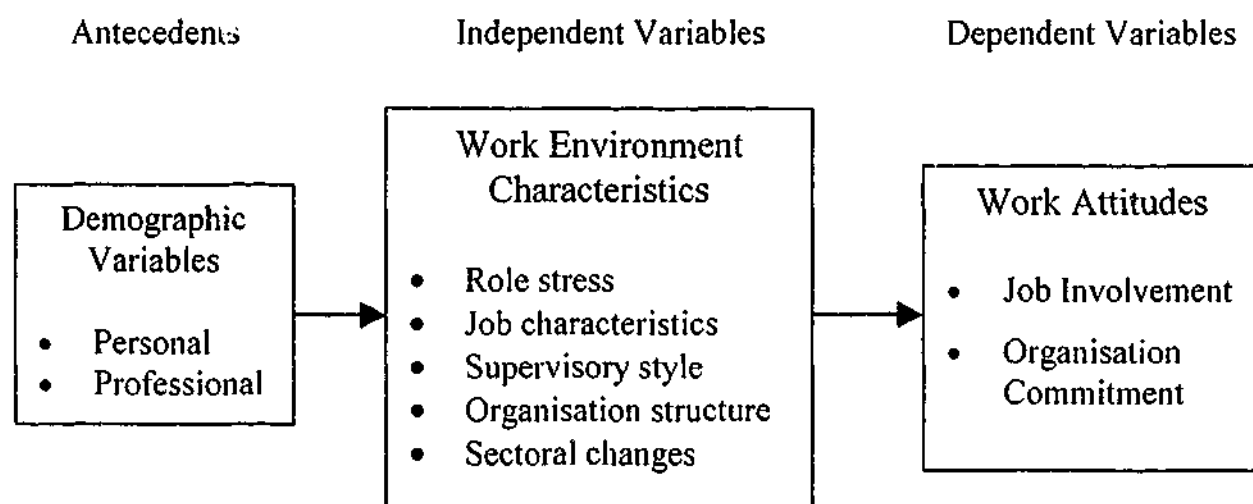 Antecedents
Independent Variables
Dependent Variables
Demographic
Variables
• Personal
• Professional
Work Environment
Characteristics
• Role stress
• Job characteristics
• Supervisory style
• Organisation structure
• Sectoral changes
Work Attitudes
• Job Involvement
• Organisation
Commitment